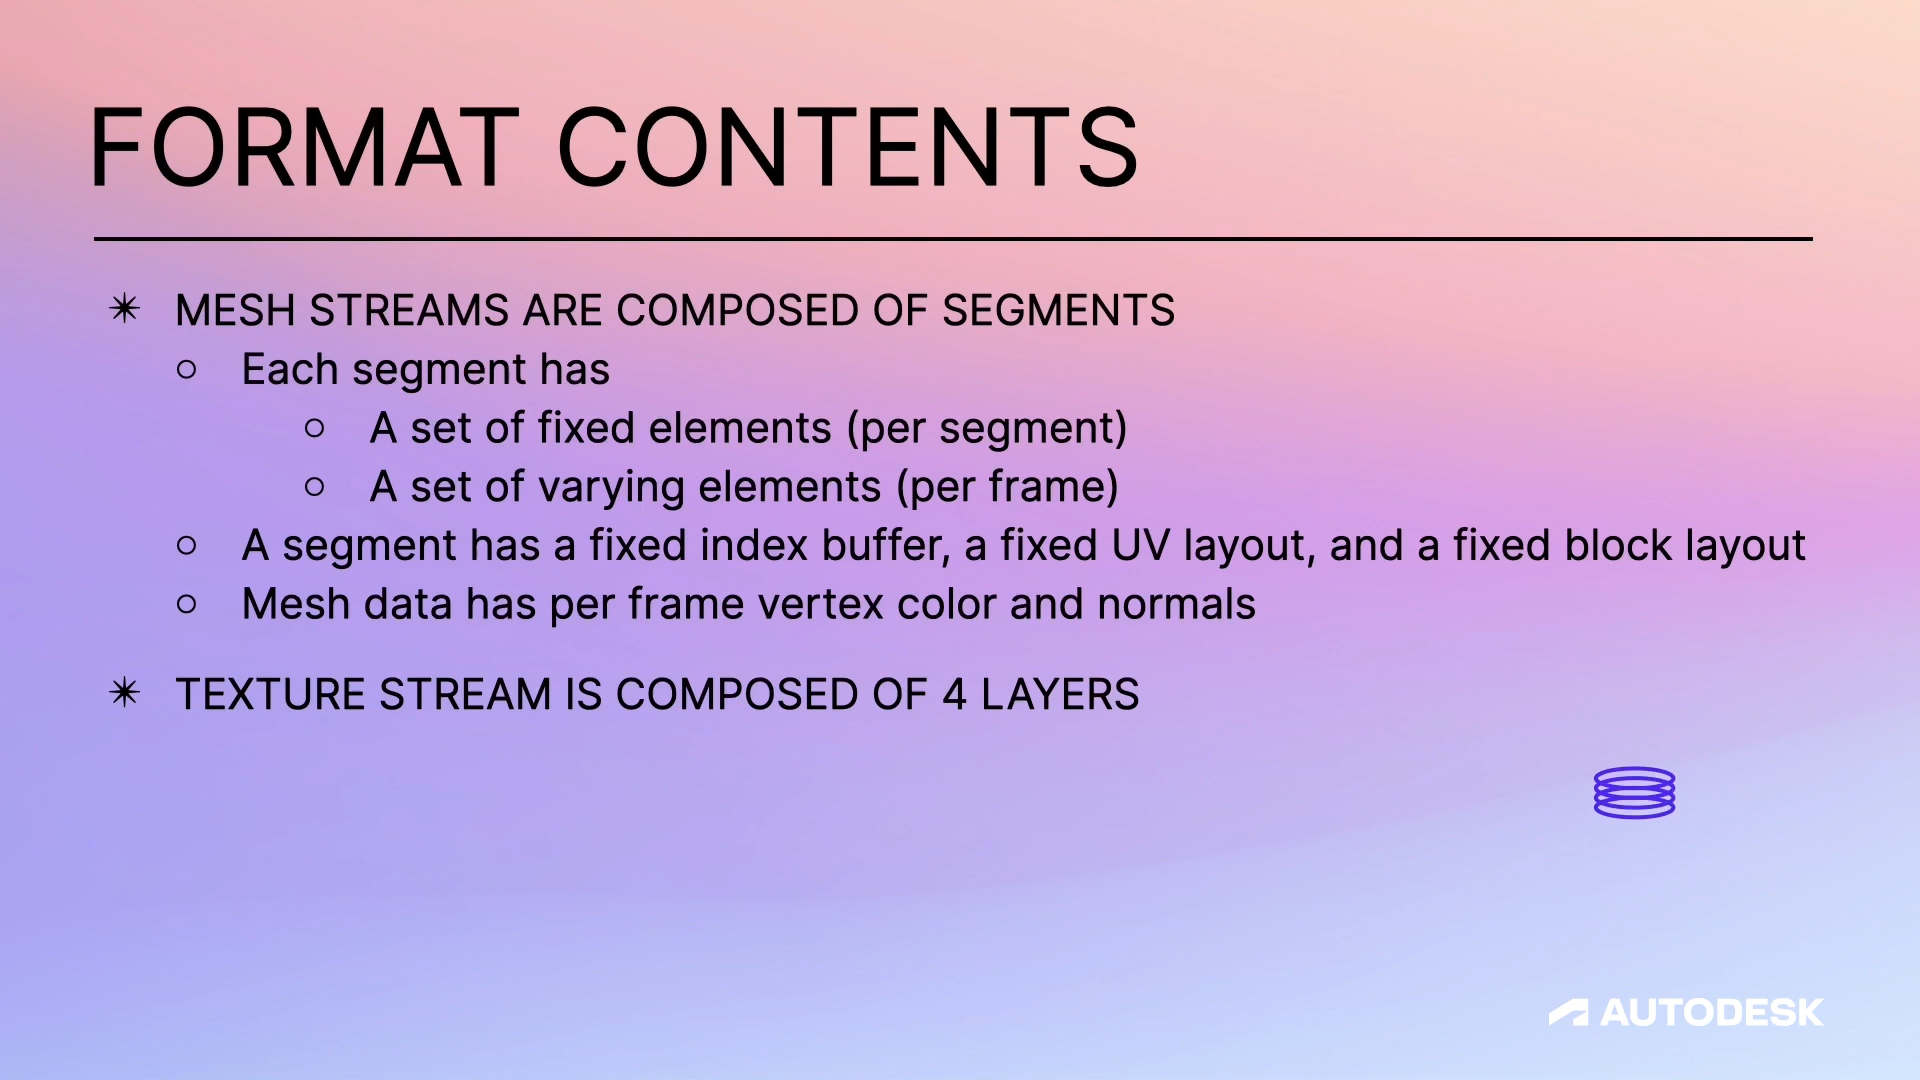 FORMAT CONTENTS
MESH STREAMS ARE COMPOSED OF SEGMENTS
Each segment has
A set of fixed elements (per segment)
A set of varying elements (per frame)
A segment has a fixed index buffer, a fixed UV layout, and a fixed block layout
Mesh data has per frame vertex color and normals
TEXTURE STREAM IS COMPOSED OF 4 LAYERS
AUTODESK